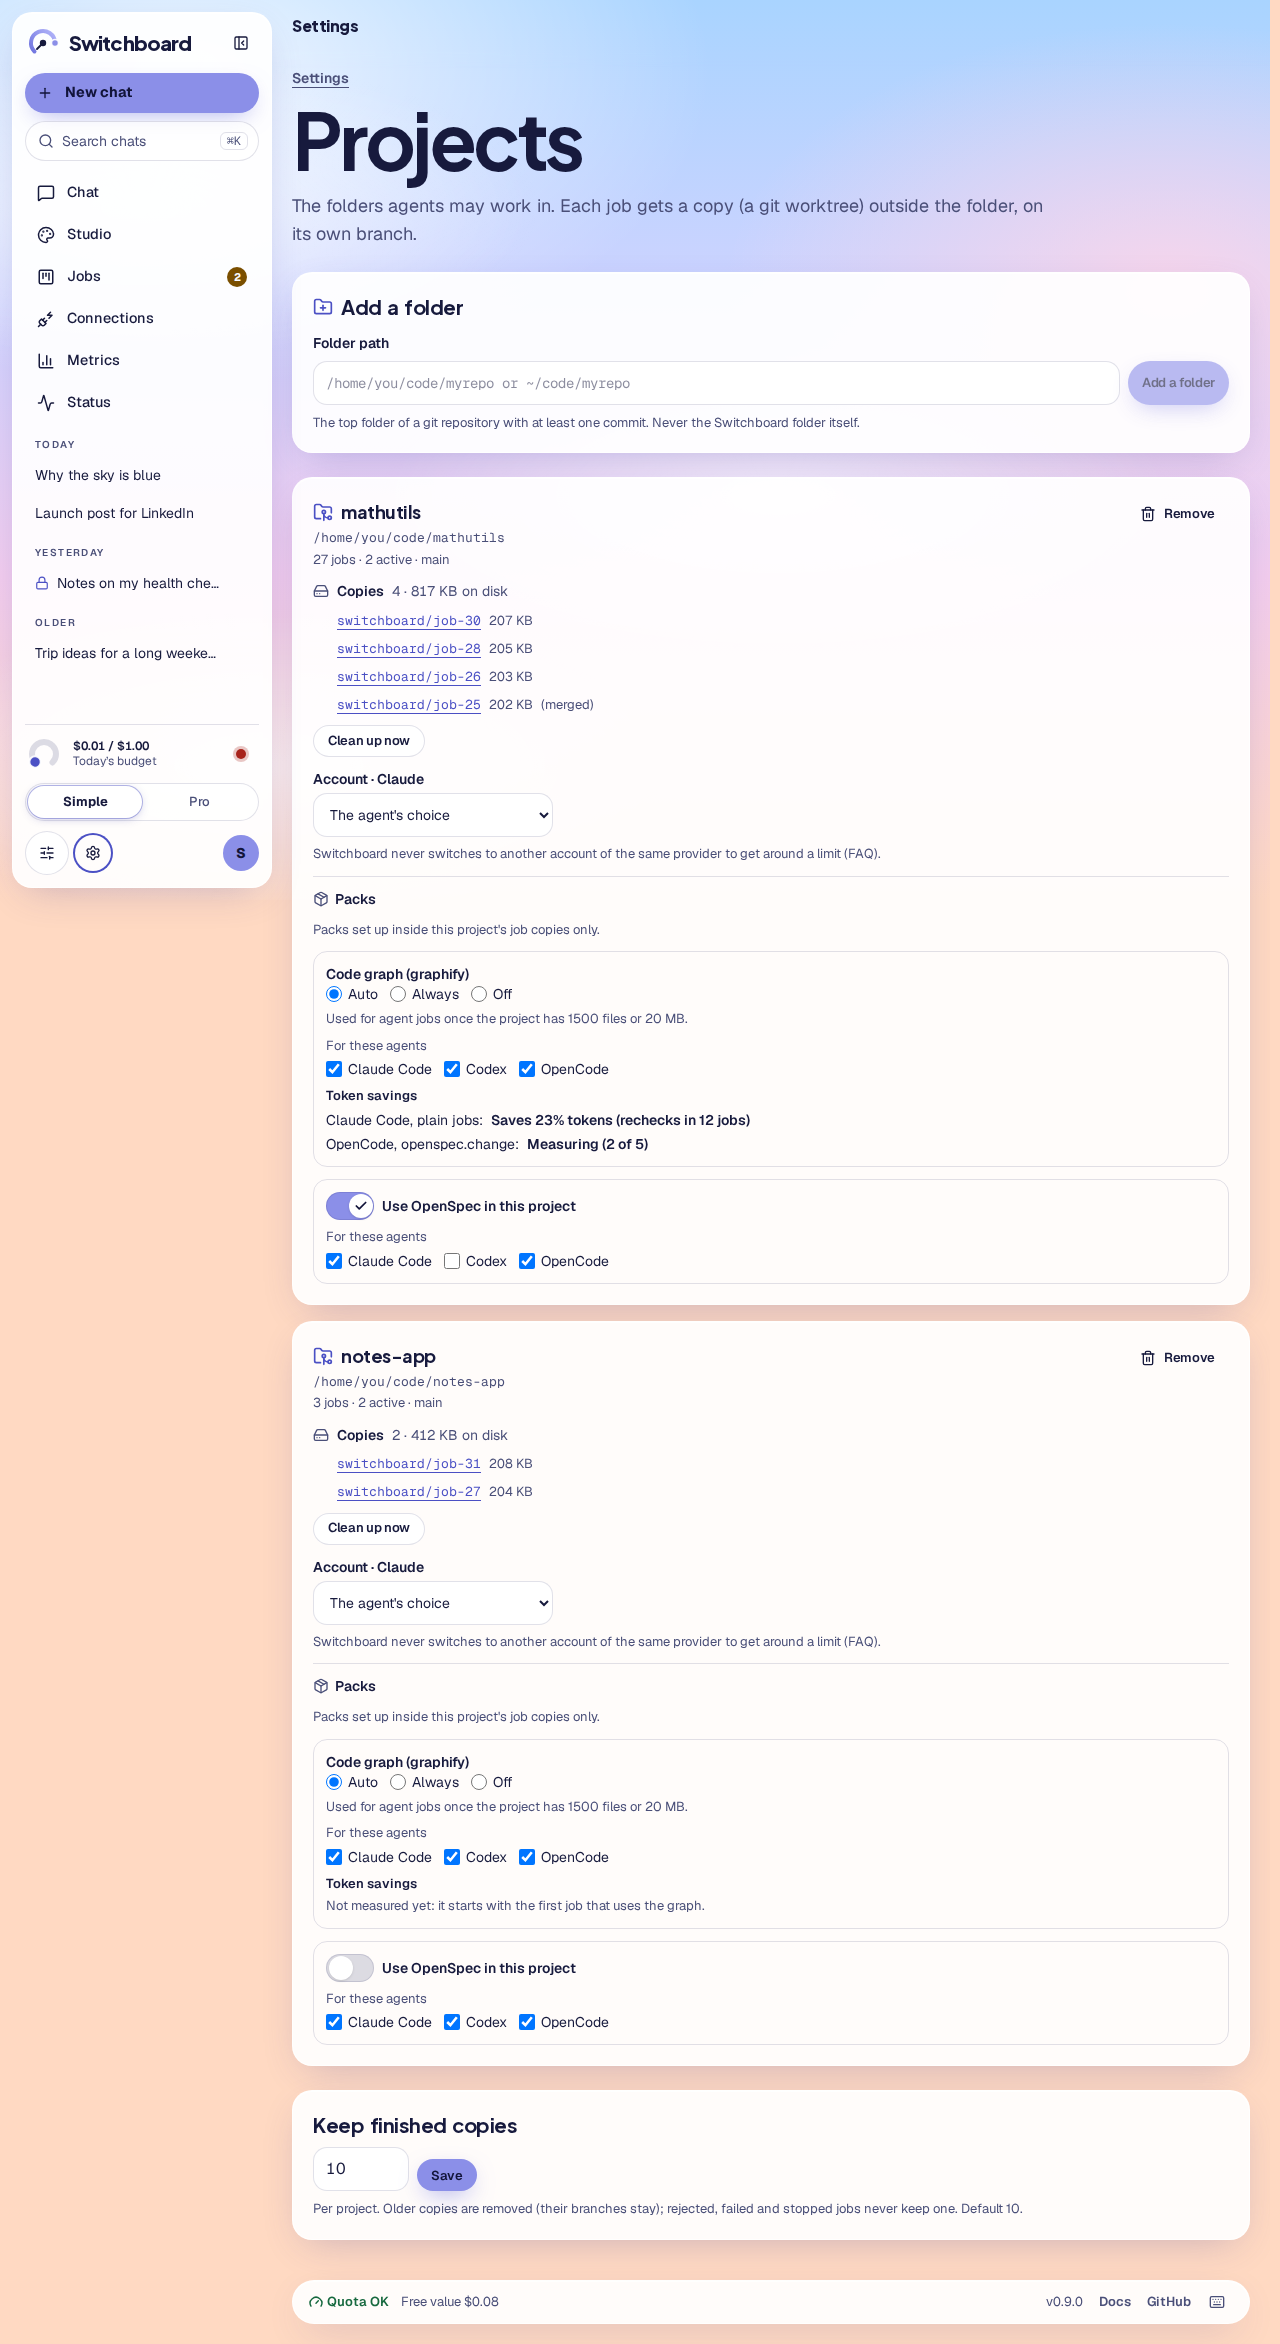 Switchboard
New chat
Search chats ⌘K
Chat
Studio
Jobs 2
Connections
Metrics
Status
TODAY
Why the sky is blue
Launch post for LinkedIn
YESTERDAY
Notes on my health che...
OLDER
Trip ideas for a long weeke...
$0.01 / $1.00
Today's budget
Simple Pro
S
Settings
Settings
Projects
The folders agents may work in. Each job gets a copy (a git worktree) outside the folder, on
its own branch.
Add a folder
Folder path
/home/you/code/myrepo or ~/code/myrepo Add a folder
The top folder of a git repository with at least one commit. Never the Switchboard folder itself.
mathutils Remove
/home/you/code/mathutils
27 jobs · 2 active · main
Copies 4 · 817 KB on disk
switchboard/job-30 207 KB
switchboard/job-28 205 KB
switchboard/job-26 203 KB
switchboard/job-25 202 KB (merged)
Clean up now
Account · Claude
The agent's choice
Switchboard never switches to another account of the same provider to get around a limit (FAQ).
Packs
Packs set up inside this project's job copies only.
Code graph (graphify)
Auto Always Off
Used for agent jobs once the project has 1500 files or 20 MB.
For these agents
Claude Code Codex OpenCode
Token savings
Claude Code, plain jobs: Saves 23% tokens (rechecks in 12 jobs)
OpenCode, openspec.change: Measuring (2 of 5)
Use OpenSpec in this project
For these agents
Claude Code Codex OpenCode
notes-app Remove
/home/you/code/notes-app
3 jobs · 2 active · main
Copies 2 · 412 KB on disk
switchboard/job-31 208 KB
switchboard/job-27 204 KB
Clean up now
Account · Claude
The agent's choice
Switchboard never switches to another account of the same provider to get around a limit (FAQ).
Packs
Packs set up inside this project's job copies only.
Code graph (graphify)
Auto Always Off
Used for agent jobs once the project has 1500 files or 20 MB.
For these agents
Claude Code Codex OpenCode
Token savings
Not measured yet: it starts with the first job that uses the graph.
Use OpenSpec in this project
For these agents
Claude Code Codex OpenCode
Keep finished copies
10 Save
Per project. Older copies are removed (their branches stay); rejected, failed and stopped jobs never keep one. Default 10.
Quota OK Free value $0.08 v0.9.0 Docs GitHub